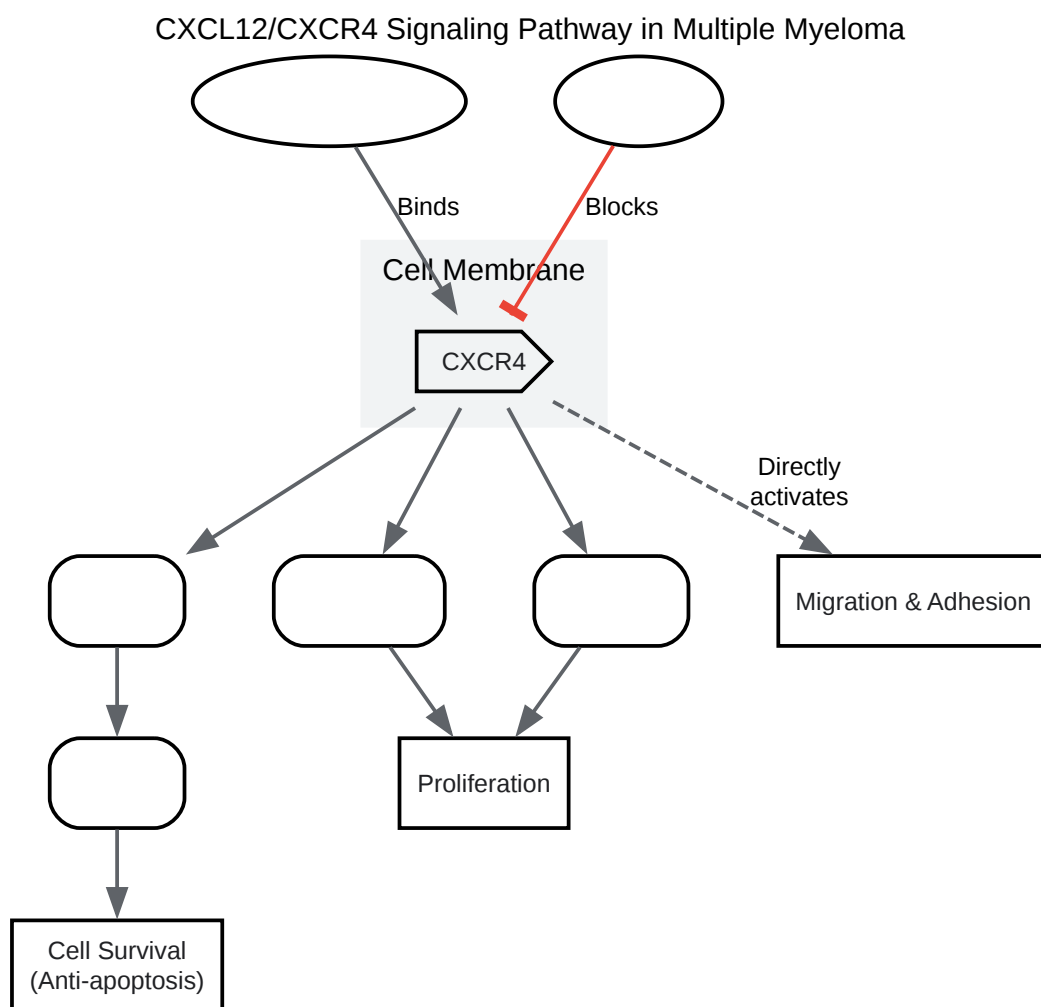 CXCL12/CXCR4 Signaling Pathway in Multiple Myeloma
Binds
Blocks
Cell Membrane
CXCR4
Directly
activates
Migration & Adhesion
Proliferation
Cell Survival
(Anti-apoptosis)